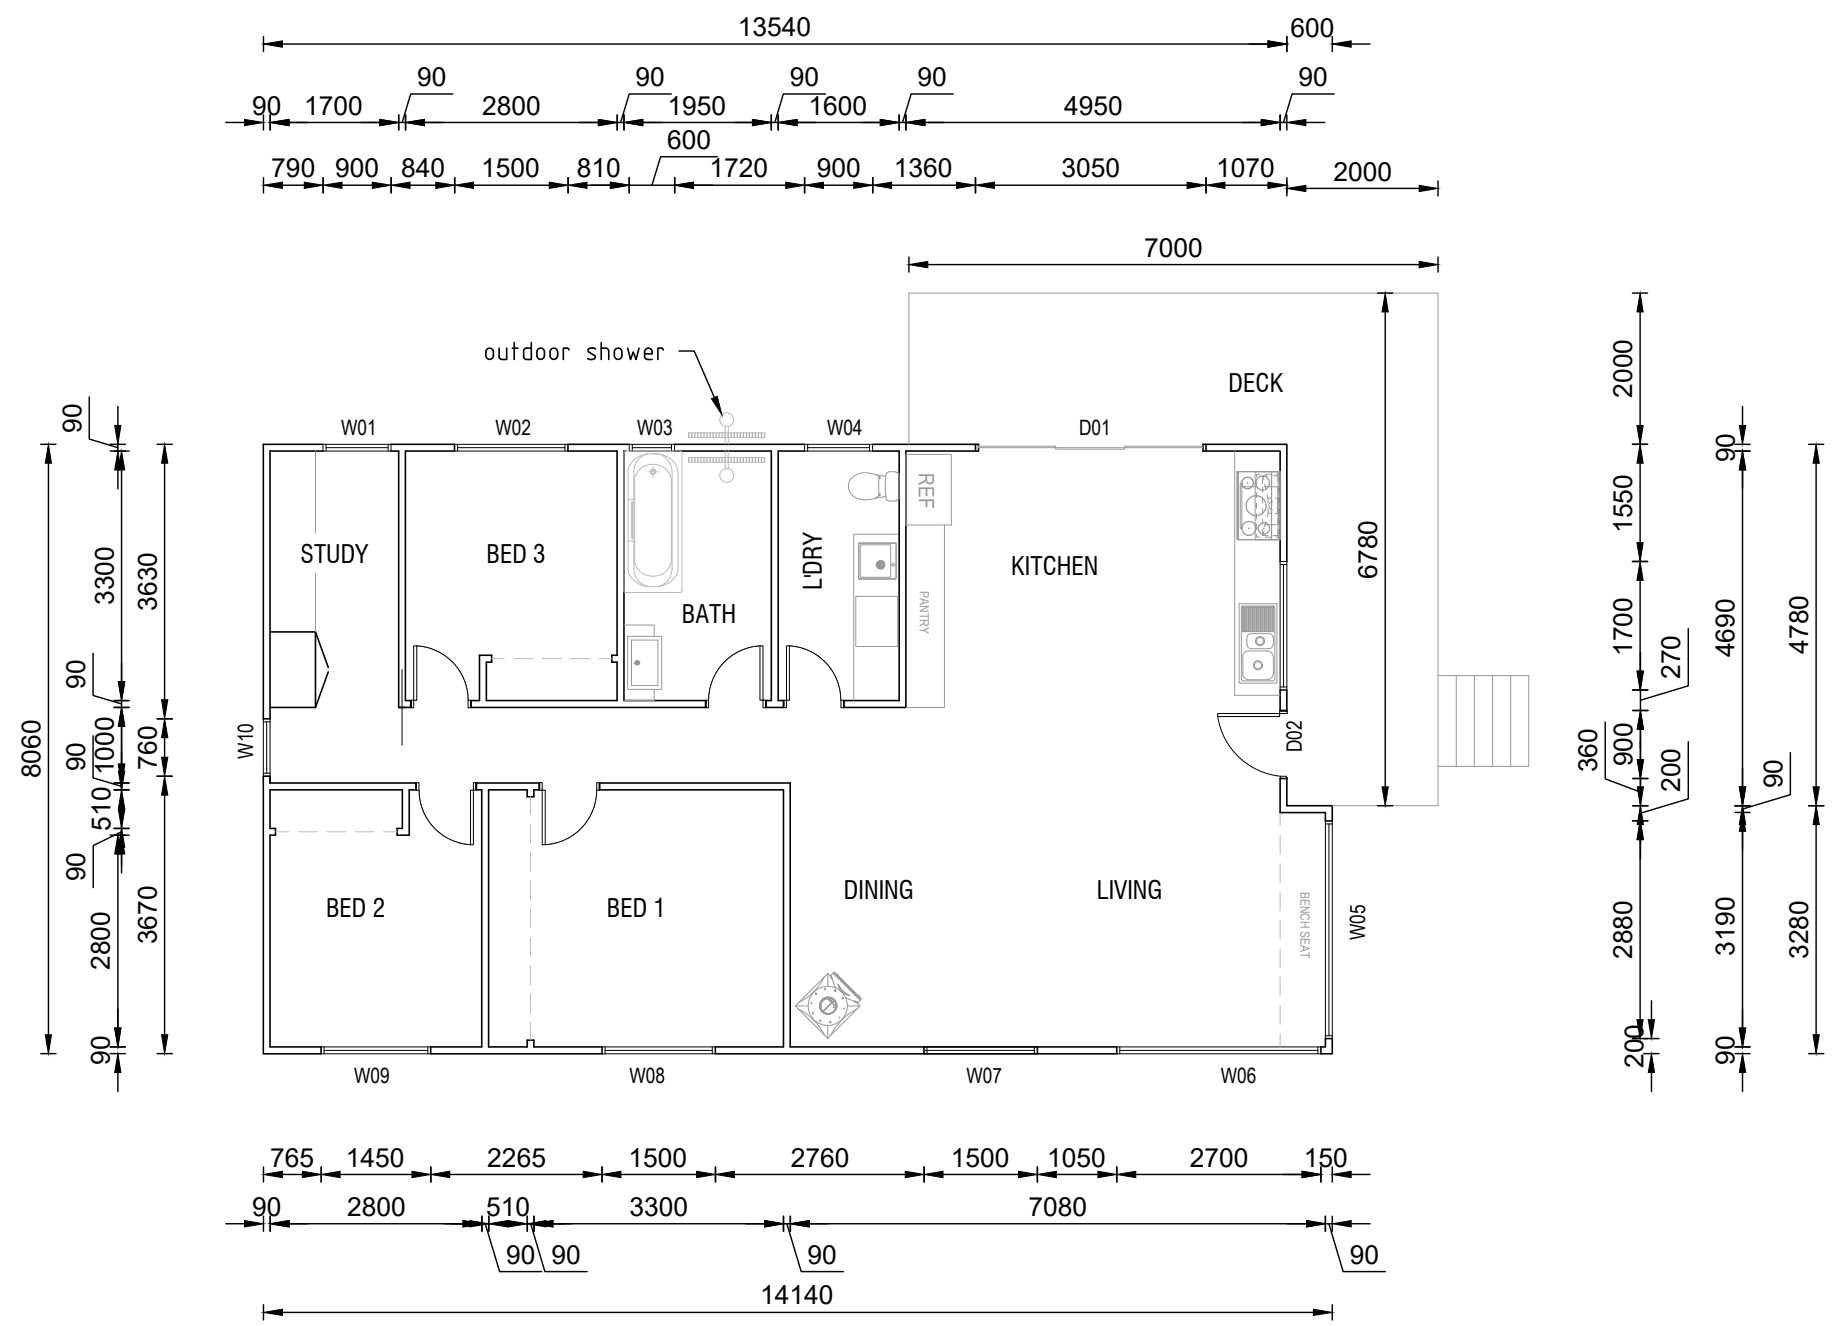 13540 600
90 90 90 90 90
90 1700 2800 1950 1600 4950
600
790 900 840 1500 810 1720 900 1360 3050 1070 2000
7000
outdoor shower
DECK
W01 W02 W03 W04 D01
REF
STUDY BED 3 L'DRY KITCHEN
BATH PANTRY
W10 D02
DINING LIVING
BED 2 BED 1 BENCH SEAT W05
W09 W08 W07 W06
8060
90
3300
90
1000
90
510
90
2800
90
3630
760
3670
6780
2000
1550
1700
270
900
360
200
2880
200
90
4690
90
3190
90
4780
3280
765 1450 2265 1500 2760 1500 1050 2700 150
90 2800 510 3300 7080
90 90 90 90
14140